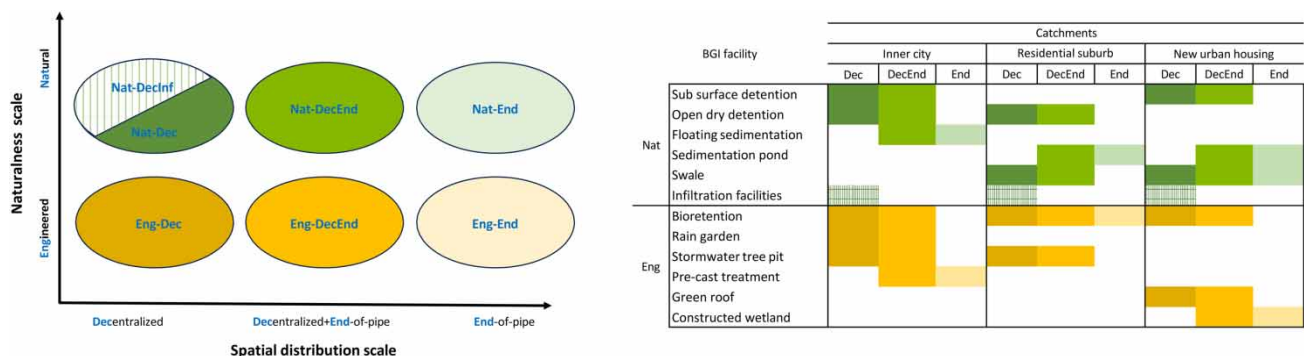 Naturalness scale
Natural
Engineered
Nat-DecInf
Nat-Dec
Nat-DecEnd
Nat-End
Eng-Dec
Eng-DecEnd
Eng-End
Decentralized
Decentralized+End-of-pipe
End-of-pipe
Spatial distribution scale
BGI facility
Catchments
Inner city
Residential suburb
New urban housing
Dec DecEnd End Dec DecEnd End Dec DecEnd End
Nat
Sub surface detention
Open dry detention
Floating sedimentation
Sedimentation pond
Swale
Infiltration facilities
Eng
Bioretention
Rain garden
Stormwater tree pit
Pre-cast treatment
Green roof
Constructed wetland